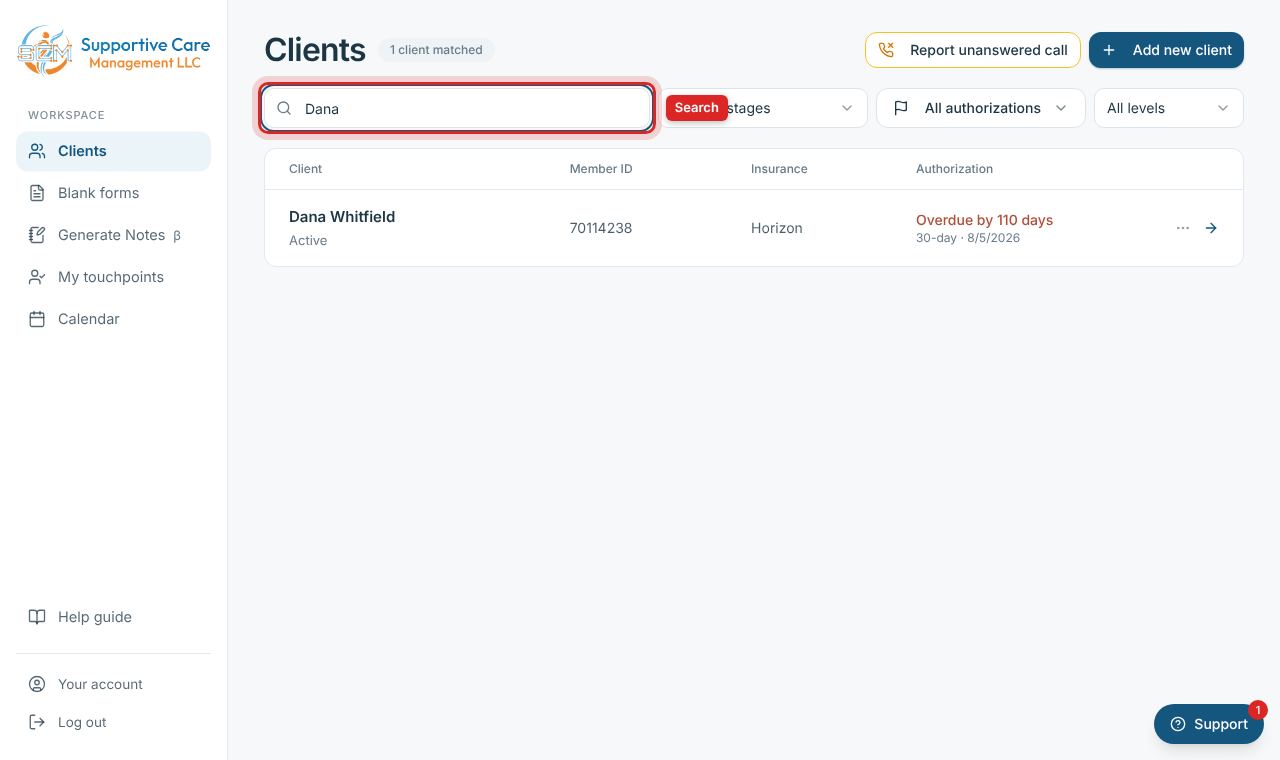 SCM Supportive Care
Management LLC
WORKSPACE
Clients
Blank forms
Generate Notes β
My touchpoints
Calendar
Help guide
Your account
Log out
Clients 1 client matched
Report unanswered call
Add new client
Dana
Search
stages
All authorizations
All levels
Client Member ID Insurance Authorization
Dana Whitfield
Active
70114238
Horizon
Overdue by 110 days
30-day · 8/5/2026
Support
1